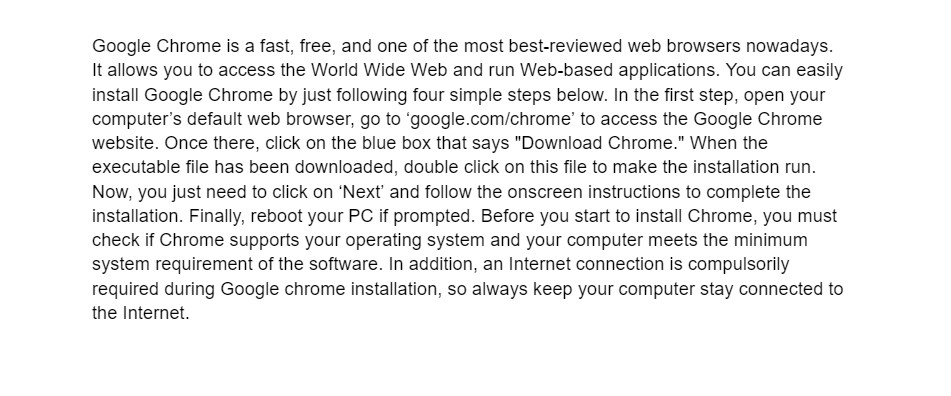 Google Chrome is a fast, free, and one of the most best-reviewed web browsers nowadays.
It allows you to access the World Wide Web and run Web-based applications. You can easily
install Google Chrome by just following four simple steps below. In the first step, open your
computer’s default web browser, go to ‘google.com/chrome’ to access the Google Chrome
website. Once there, click on the blue box that says "Download Chrome." When the
executable file has been downloaded, double click on this file to make the installation run.
Now, you just need to click on ‘Next’ and follow the onscreen instructions to complete the
installation. Finally, reboot your PC if prompted. Before you start to install Chrome, you must
check if Chrome supports your operating system and your computer meets the minimum
system requirement of the software. In addition, an Internet connection is compulsorily
required during Google chrome installation, so always keep your computer stay connected to
the Internet.